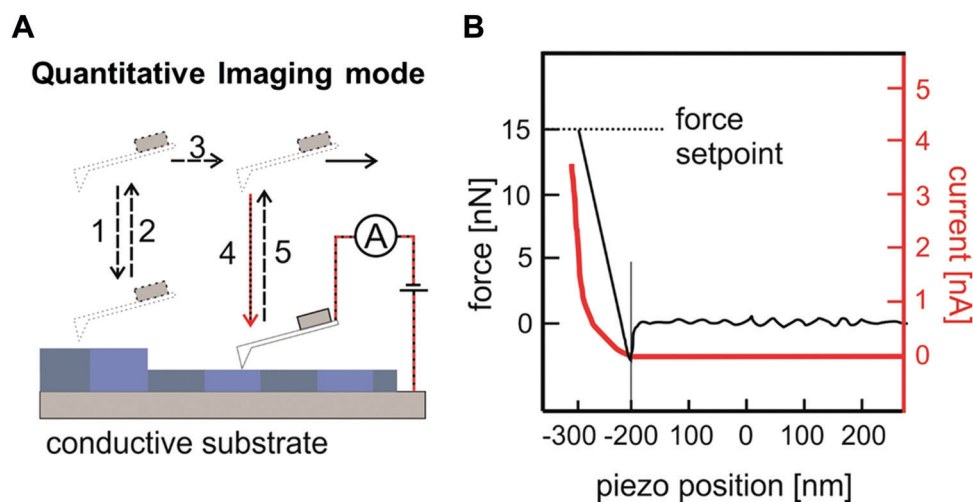 A
Quantitative Imaging mode
3
1
2
4
5
A
conductive substrate
B
force
setpoint
force [nN]
15
10
5
0
current [nA]
5
4
3
2
1
0
-300 -200 100 0 100 200
piezo position [nm]